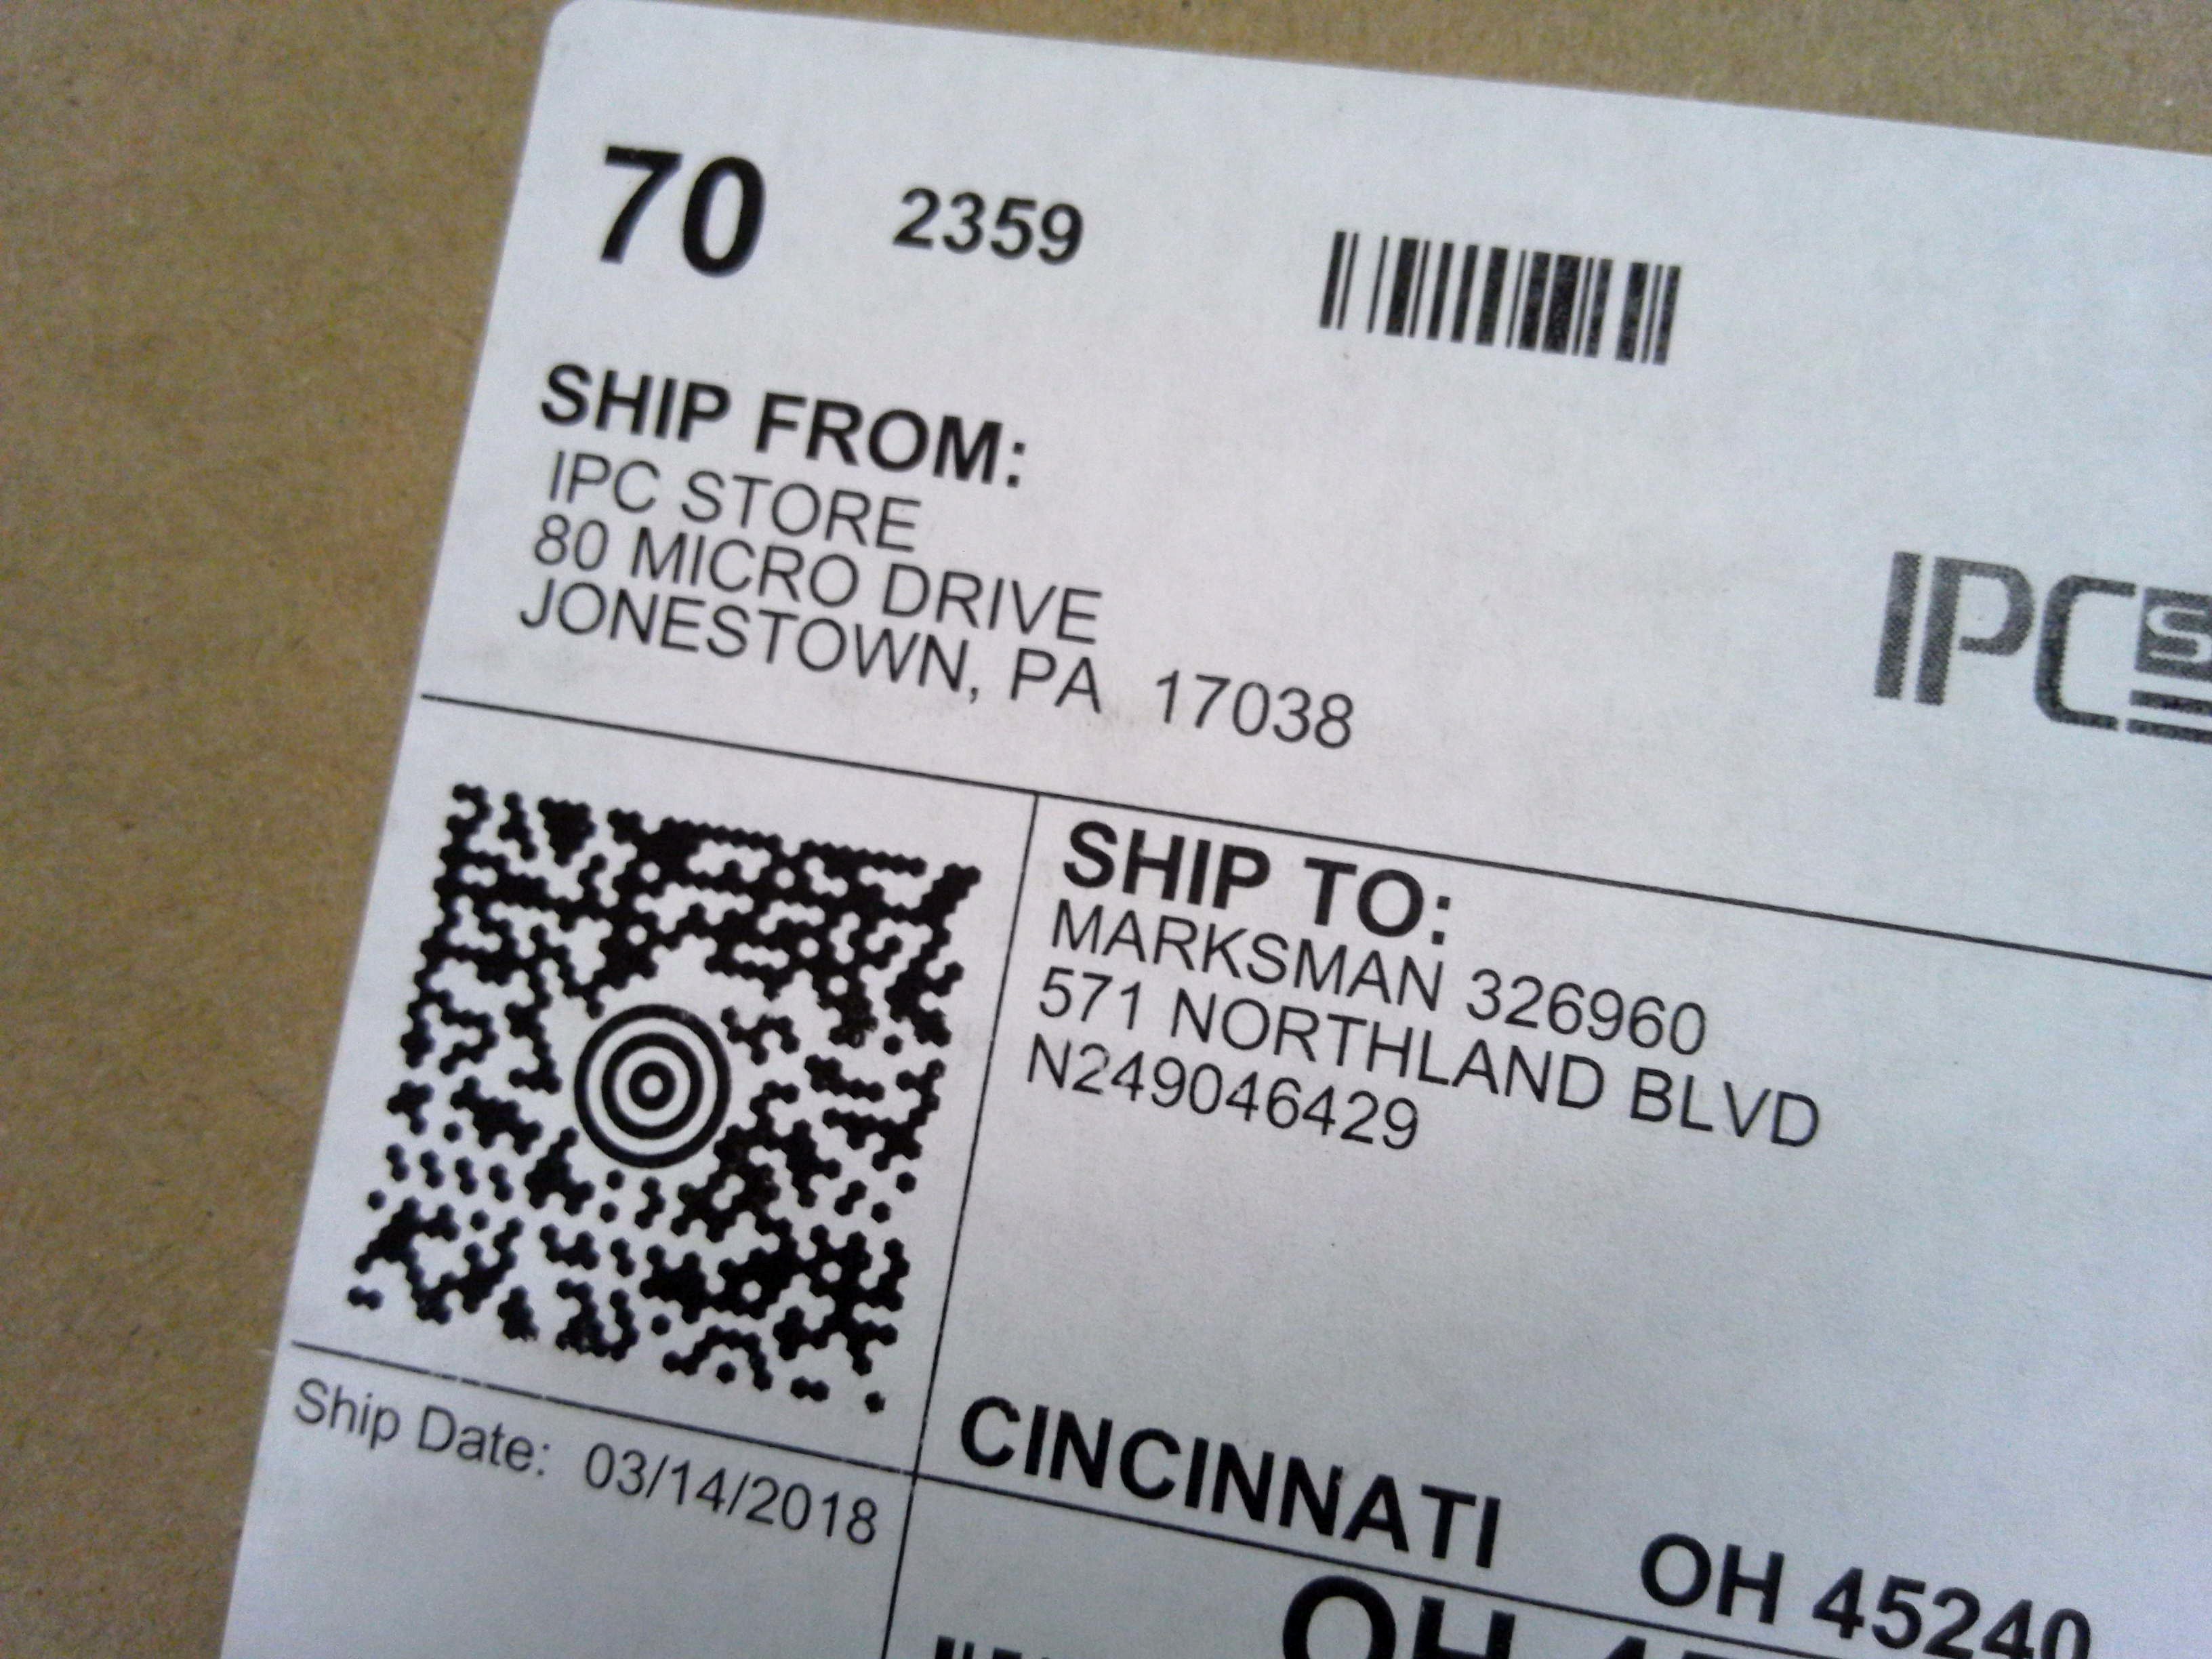 70 2359
SHIP FROM:
IPC STORE
80 MICRO DRIVE
JONESTOWN, PA 17038
IPC
SHIP TO:
MARKSMAN 326960
571 NORTHLAND BLVD
N249046429
CINCINNATI OH 45240
Ship Date: 03/14/2018
OH